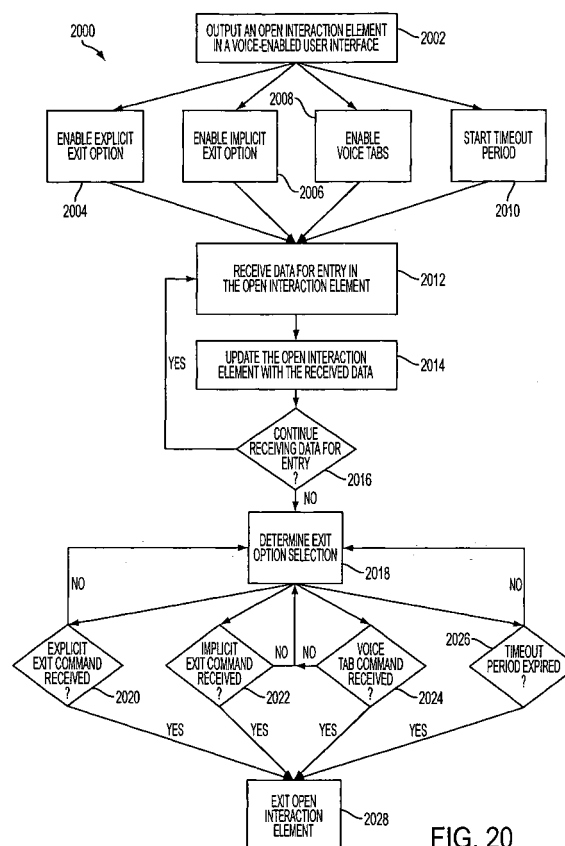 2000
OUTPUT AN OPEN INTERACTION ELEMENT
IN A VOICE-ENABLED USER INTERFACE
2002
ENABLE EXPLICIT
EXIT OPTION
2004
ENABLE IMPLICIT
EXIT OPTION
2006
2008
ENABLE
VOICE TABS
START TIMEOUT
PERIOD
2010
RECEIVE DATA FOR ENTRY IN
THE OPEN INTERACTION ELEMENT
2012
YES
UPDATE THE OPEN INTERACTION
ELEMENT WITH THE RECEIVED DATA
2014
CONTINUE
RECEIVING DATA FOR
ENTRY
?
2016
NO
DETERMINE EXIT
OPTION SELECTION
2018
NO
NO
EXPLICIT
EXIT COMMAND
RECEIVED
?
2020
IMPLICIT
EXIT COMMAND
RECEIVED
?
2022
NO
NO
VOICE
TAB COMMAND
RECEIVED
?
2024
2026
TIMEOUT
PERIOD EXPIRED
?
YES
YES
YES
YES
EXIT OPEN
INTERACTION
ELEMENT
2028
FIG. 20